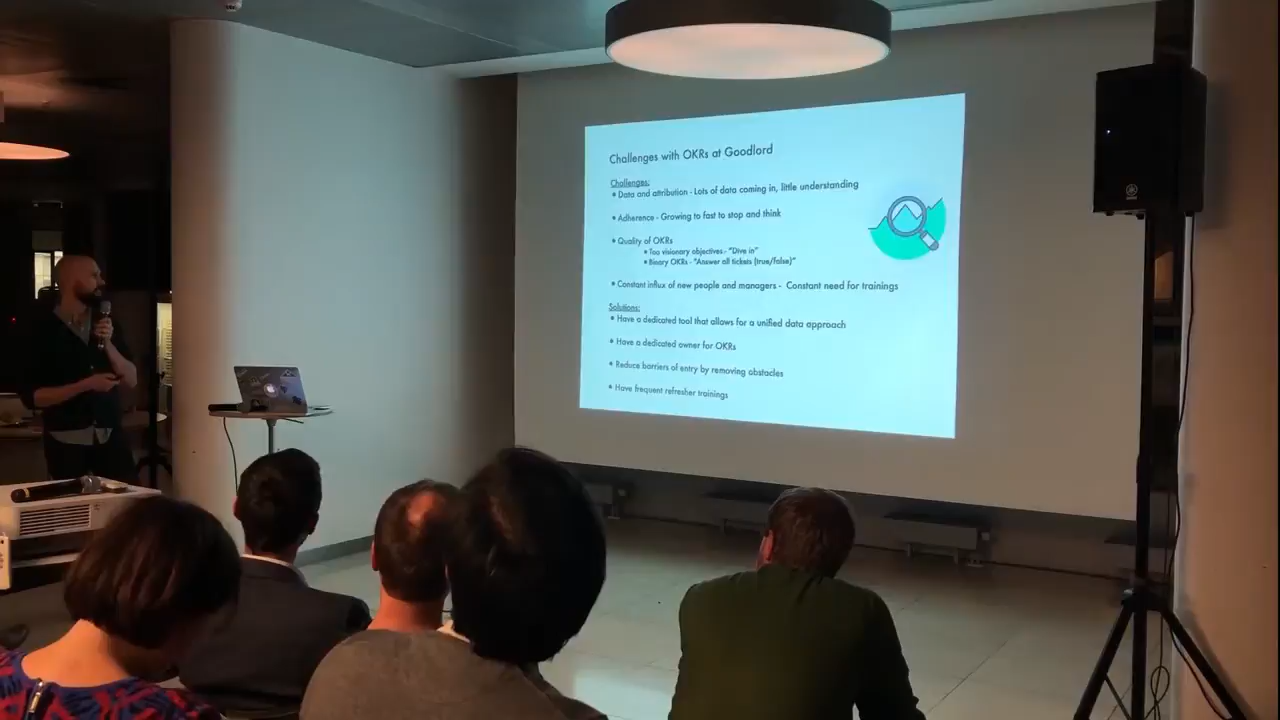 Challenges with OKRs at Goodlord
Challenges:
• Data and attribution - Lots of data coming in, little understanding
• Adherence - Growing to fast to stop and think
• Quality of OKRs
• Too visionary objectives - "Dive in"
• Binary OKRs - "Answer all tickets (true/false)"
• Constant influx of new people and managers - Constant need for trainings
Solutions:
• Have a dedicated tool that allows for a unified data approach
• Have a dedicated owner for OKRs
• Reduce barriers of entry by removing obstacles
• Have frequent refresher trainings